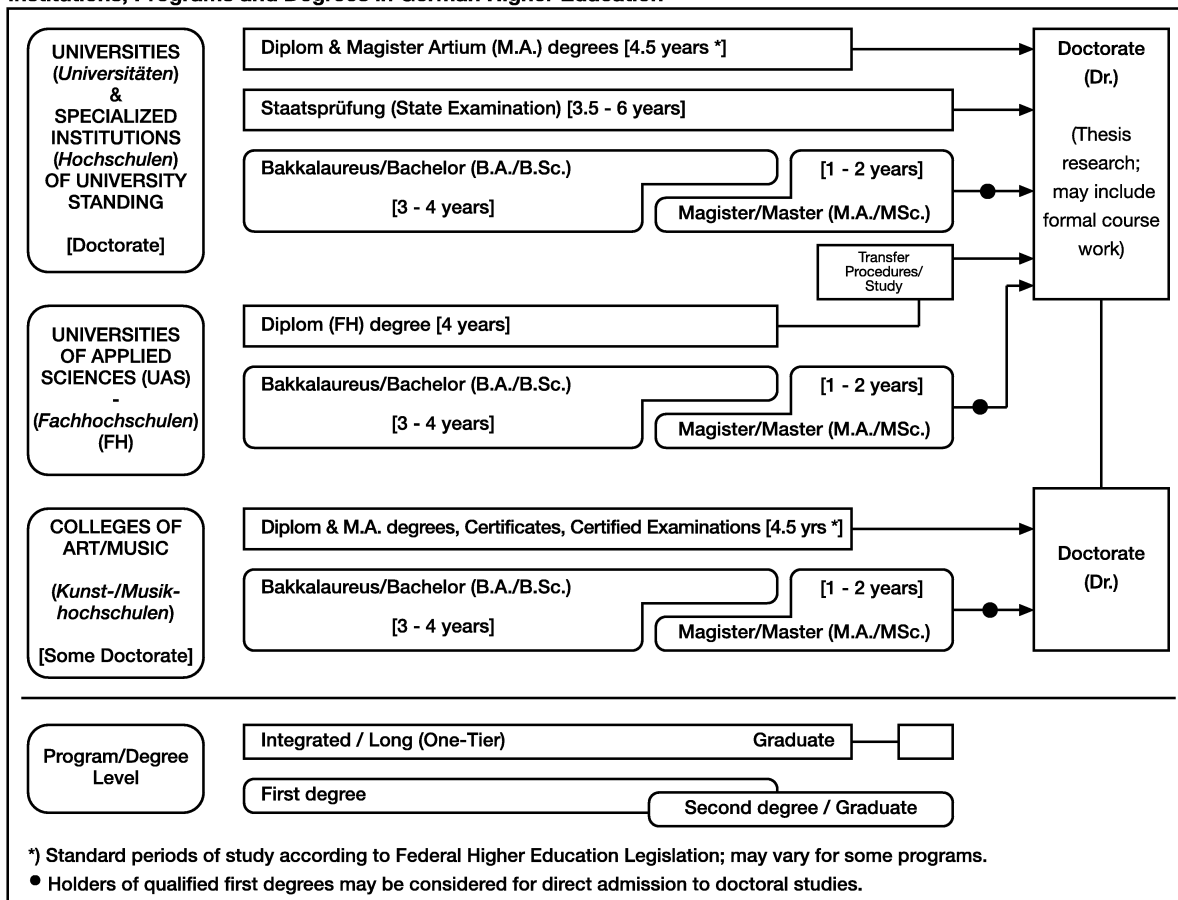 Institutions, Programs and Degrees in German Higher Education
UNIVERSITIES
(Universitäten)
&
SPECIALIZED
INSTITUTIONS
(Hochschulen)
OF UNIVERSITY
STANDING
[Doctorate]
Diplom & Magister Artium (M.A.) degrees [4.5 years *]
Staatsprüfung (State Examination) [3.5 - 6 years]
Bakkalaureus/Bachelor (B.A./B.Sc.)
[3 - 4 years]
[1 - 2 years]
Magister/Master (M.A./MSc.)
Transfer
Procedures/
Study
Doctorate
(Dr.)
(Thesis
research;
may include
formal course
work)
UNIVERSITIES
OF APPLIED
SCIENCES (UAS)
-
(Fachhochschulen)
(FH)
Diplom (FH) degree [4 years]
Bakkalaureus/Bachelor (B.A./B.Sc.)
[3 - 4 years]
[1 - 2 years]
Magister/Master (M.A./MSc.)
COLLEGES OF
ART/MUSIC
(Kunst-/Musik-
hochschulen)
[Some Doctorate]
Diplom & M.A. degrees, Certificates, Certified Examinations [4.5 yrs *]
Bakkalaureus/Bachelor (B.A./B.Sc.)
[3 - 4 years]
[1 - 2 years]
Magister/Master (M.A./MSc.)
Doctorate
(Dr.)
Program/Degree
Level
Integrated / Long (One-Tier)
Graduate
First degree
Second degree / Graduate
*) Standard periods of study according to Federal Higher Education Legislation; may vary for some programs.
● Holders of qualified first degrees may be considered for direct admission to doctoral studies.